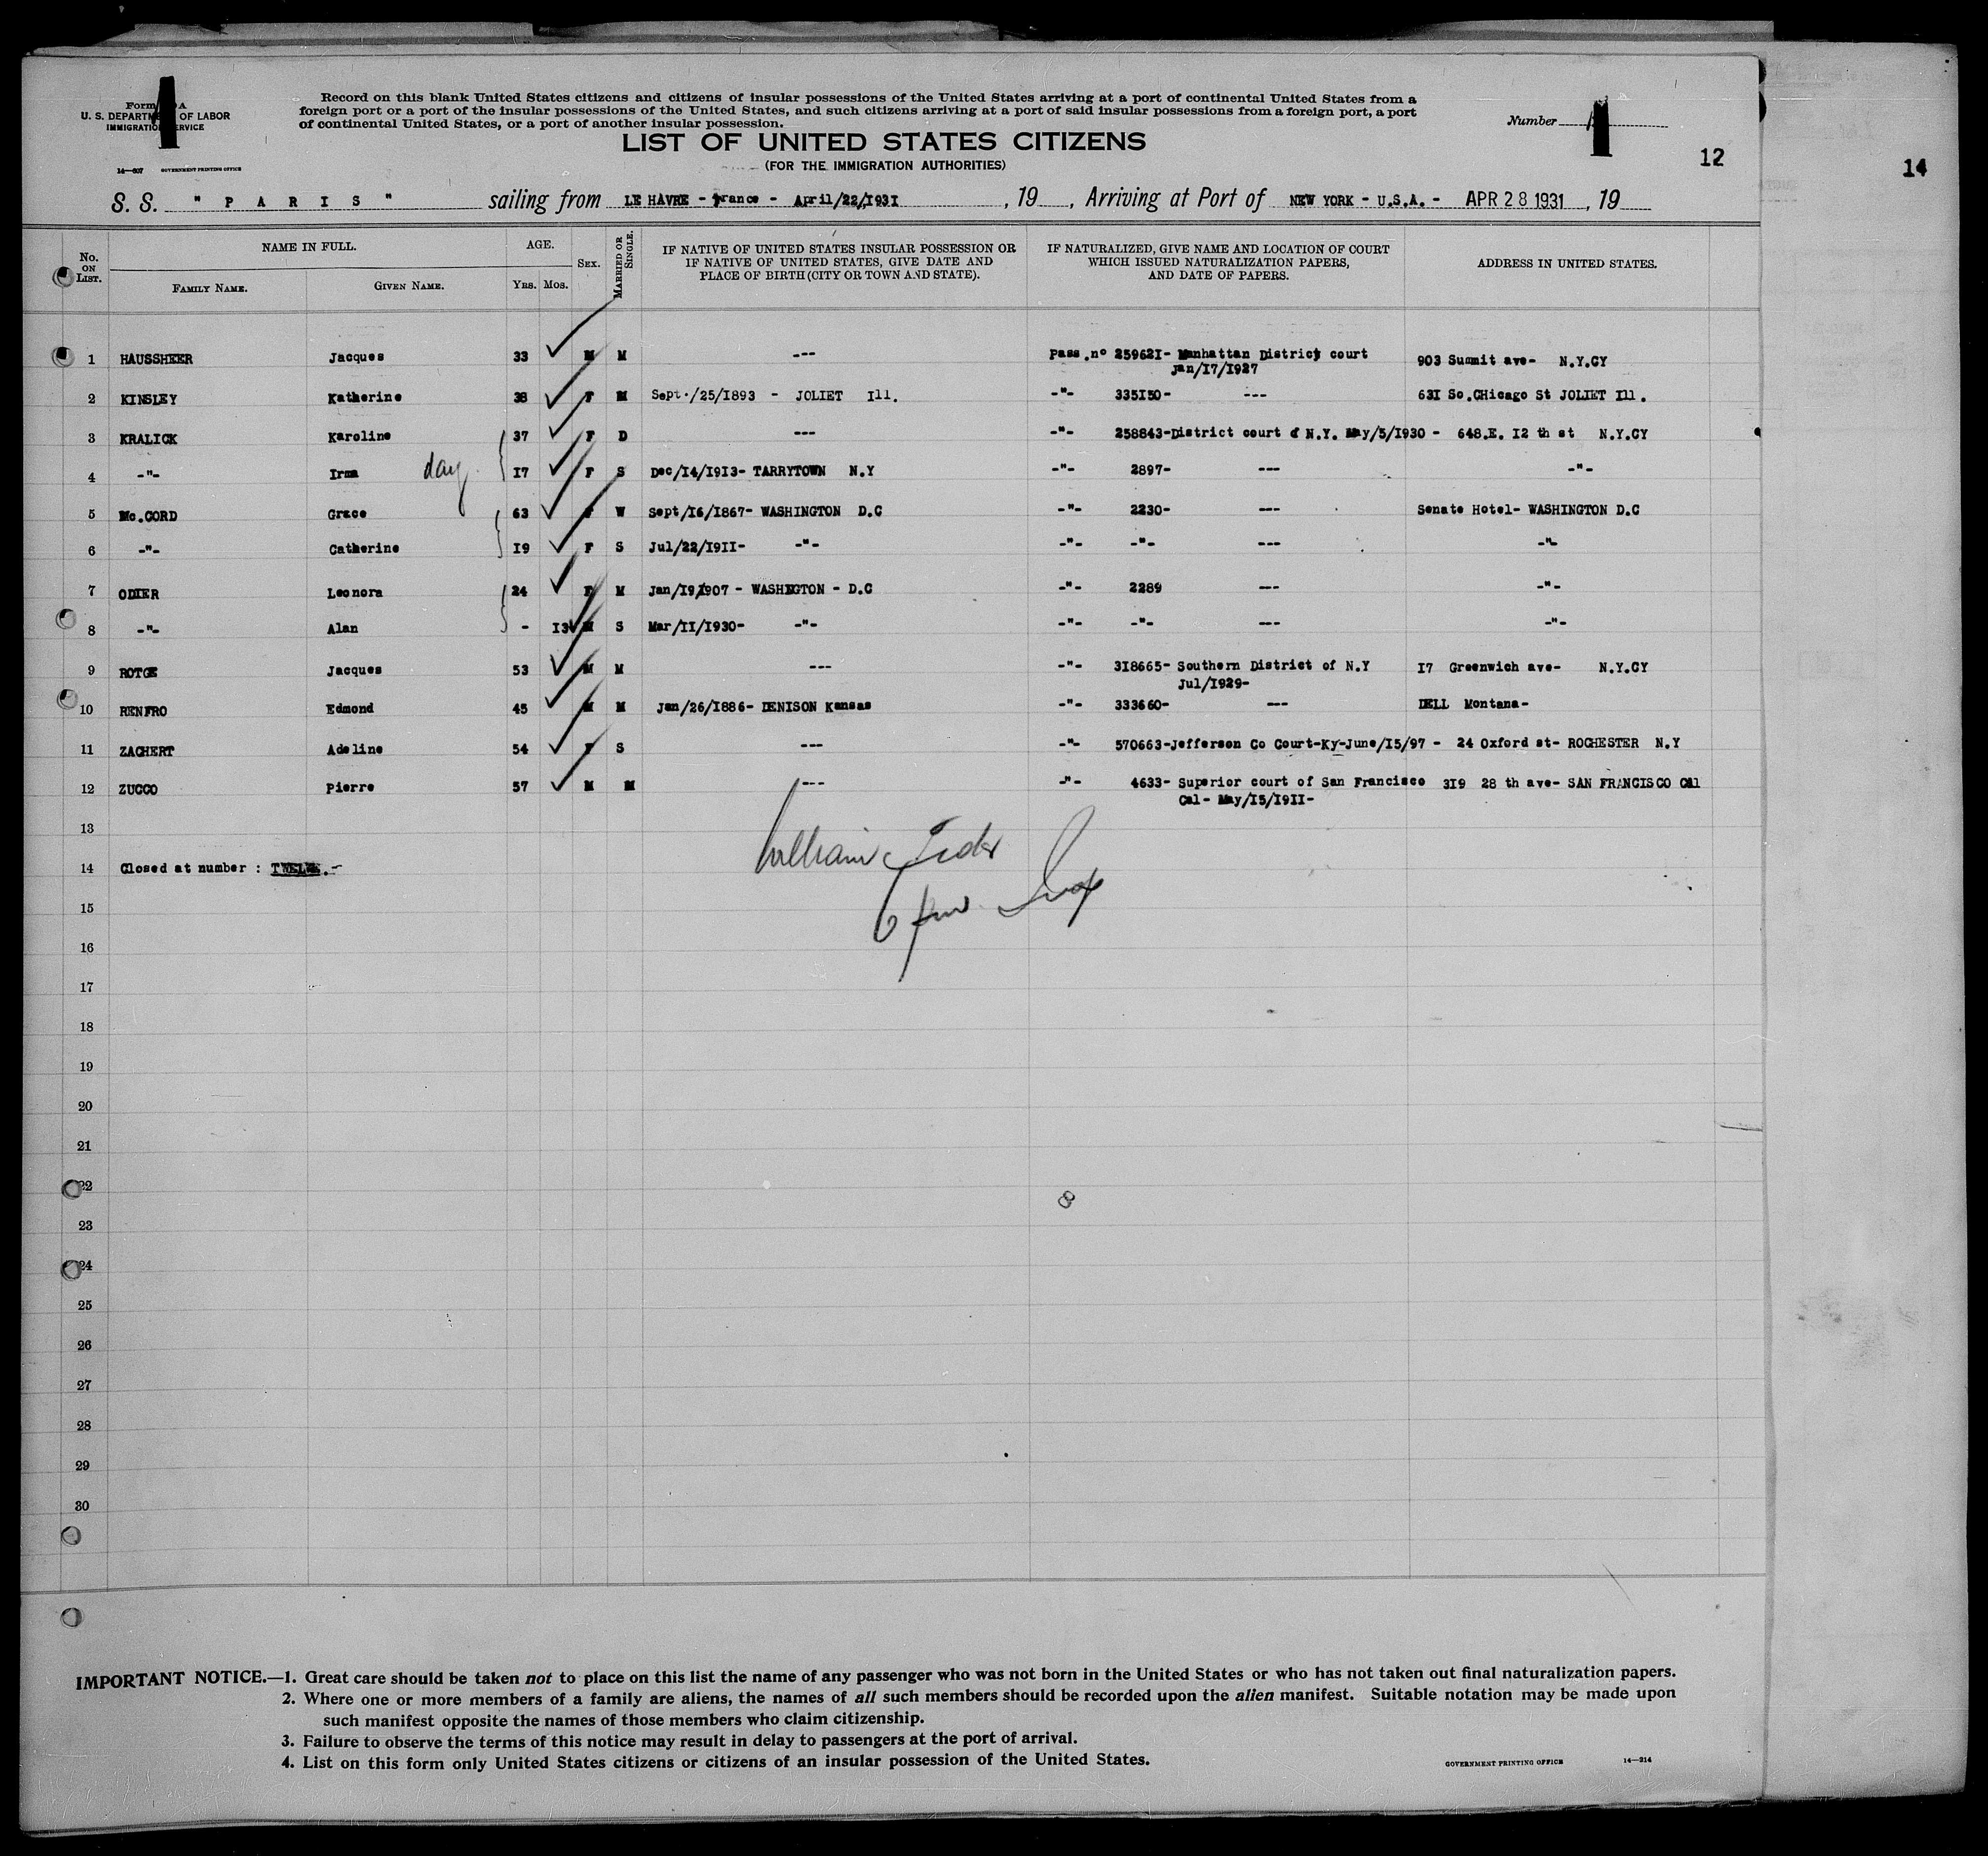 Form A
U. S. DEPARTMENT OF LABOR
IMMIGRATION SERVICE
14—207 GOVERNMENT PRINTING OFFICE
Record on this blank United States citizens and citizens of insular possessions of the United States arriving at a port of continental United States from a
foreign port or a port of the insular possessions of the United States, and such citizens arriving at a port of said insular possessions from a foreign port, a port
of continental United States, or a port of another insular possession.
LIST OF UNITED STATES CITIZENS
(FOR THE IMMIGRATION AUTHORITIES)
Number
12
14
S. S. " P A R I S " sailing from LE HAVRE - France - April/22/1931 , 19 , Arriving at Port of NEW YORK - U.S.A. - APR 28 1931 , 19
No. ON LIST.
NAME IN FULL.
FAMILY NAME. GIVEN NAME.
AGE.
YRS. MOS.
SEX.
MARRIED OR SINGLE.
IF NATIVE OF UNITED STATES INSULAR POSSESSION OR
IF NATIVE OF UNITED STATES, GIVE DATE AND
PLACE OF BIRTH (CITY OR TOWN AND STATE).
IF NATURALIZED, GIVE NAME AND LOCATION OF COURT
WHICH ISSUED NATURALIZATION PAPERS,
AND DATE OF PAPERS.
ADDRESS IN UNITED STATES.
1 HAUSSHEER Jacques 33 M M --- Pass.n° 259621- Manhattan District court 903 Summit ave- N.Y.CY
Jan/17/1927
2 KINSLEY Katherine 38 F M Sept./25/1893 - JOLIET Ill. -"- 335150- --- 631 So.CHicago St JOLIET Ill.
3 KRALICK Karoline 37 F D --- -"- 258843-District court of N.Y. May/5/1930 - 648.E. 12 th st N.Y.CY
4 -"- Irma day 17 F S Dec/14/1913- TARRYTOWN N.Y -"- 2897- --- -"-
5 Mc.CORD Grace 63 F W Sept/16/1867- WASHINGTON D.C -"- 2230- --- Senate Hotel- WASHINGTON D.C
6 -"- Catherine 19 F S Jul/22/1911- -"- -"- -"- --- -"-
7 ODIER Leonora 24 F M Jan/19/1907 - WASHINGTON - D.C -"- 2289 --- -"-
8 -"- Alan - 13 M S Mar/11/1930- -"- -"- -"- --- -"-
9 ROTGE Jacques 53 M M --- -"- 318665- Southern District of N.Y 17 Greenwich ave- N.Y.CY
Jul/1929-
10 RENFRO Edmond 45 M M Jan/26/1886- DENISON Kansas -"- 333660- --- DELL Montana-
11 ZACHERT Adeline 54 F S --- -"- 570663-Jefferson Co Court-Ky-June/15/97 - 24 Oxford st- ROCHESTER N.Y
12 ZUCCO Pierre 57 M M --- -"- 4633- Superior court of San Francisco 319 28 th ave- SAN FRANCISCO Cal
Cal- May/15/1911-
13
14 Closed at number : TWELVE.-
William
15
16
17
18
19
20
21
22
23
24
25
26
27
28
29
30
IMPORTANT NOTICE.—1. Great care should be taken not to place on this list the name of any passenger who was not born in the United States or who has not taken out final naturalization papers.
2. Where one or more members of a family are aliens, the names of all such members should be recorded upon the alien manifest. Suitable notation may be made upon
such manifest opposite the names of those members who claim citizenship.
3. Failure to observe the terms of this notice may result in delay to passengers at the port of arrival.
4. List on this form only United States citizens or citizens of an insular possession of the United States.
GOVERNMENT PRINTING OFFICE 14—214